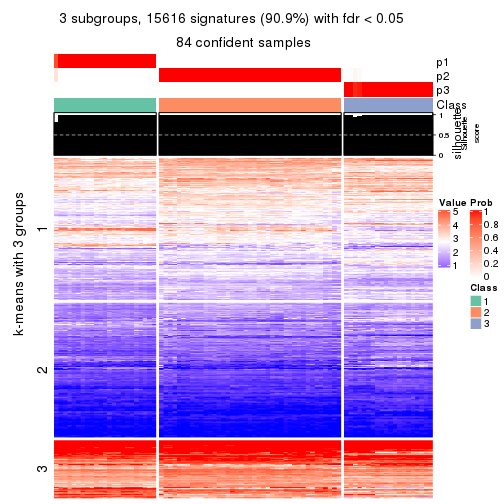 3 subgroups, 15616 signatures (90.9%) with fdr < 0.05
84 confident samples
p1
p2
p3
Class
silhouette
Silhouette
score
1
0.5
0
k-means with 3 groups
1
2
3
Value
5
4
3
2
1
Prob
1
0.8
0.6
0.4
0.2
0
Class
1
2
3